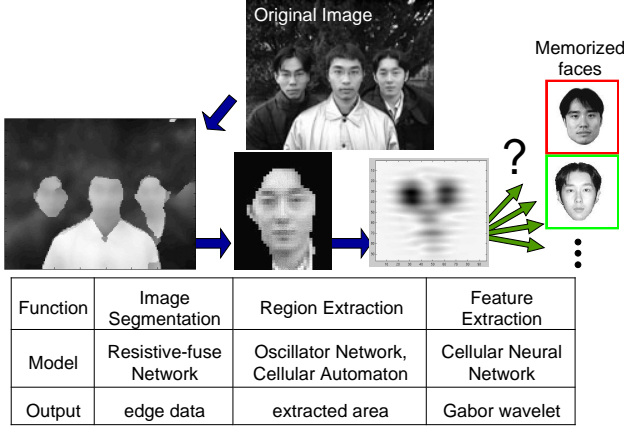 Original Image
Memorized
faces
?
Function
Image
Segmentation
Region Extraction
Feature
Extraction
Model
Resistive-fuse
Network
Oscillator Network,
Cellular Automaton
Cellular Neural
Network
Output
edge data
extracted area
Gabor wavelet